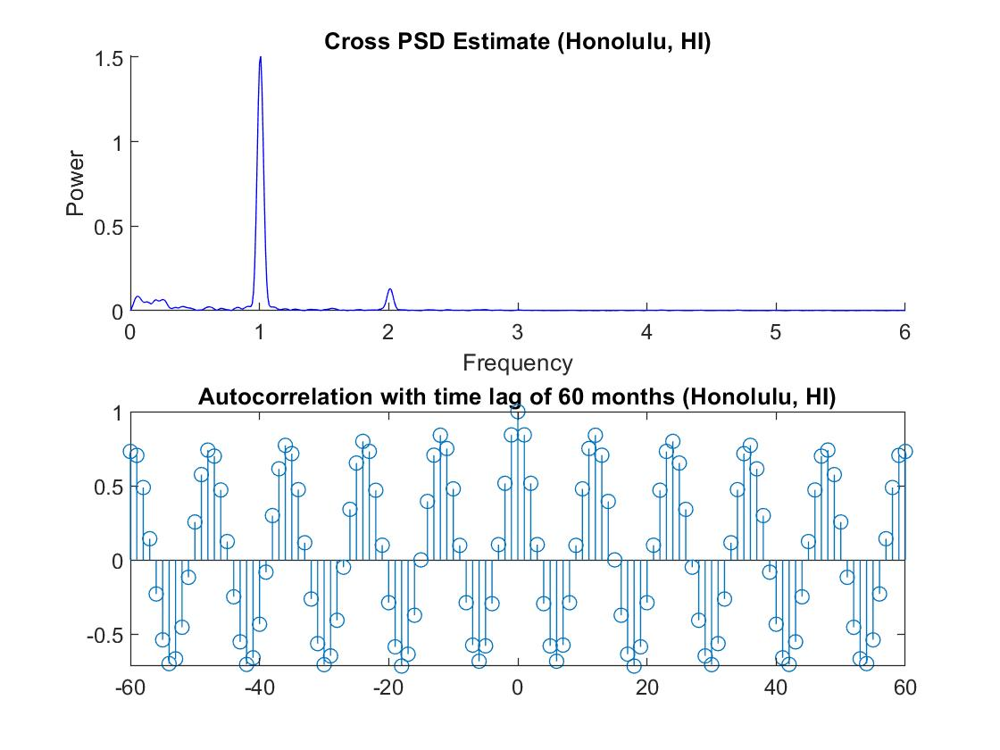 Cross PSD Estimate (Honolulu, HI)
1.5
1
0.5
0
Power
0 1 2 3 4 5 6
Frequency
Autocorrelation with time lag of 60 months (Honolulu, HI)
1
0.5
0
-0.5
-60 -40 -20 0 20 40 60